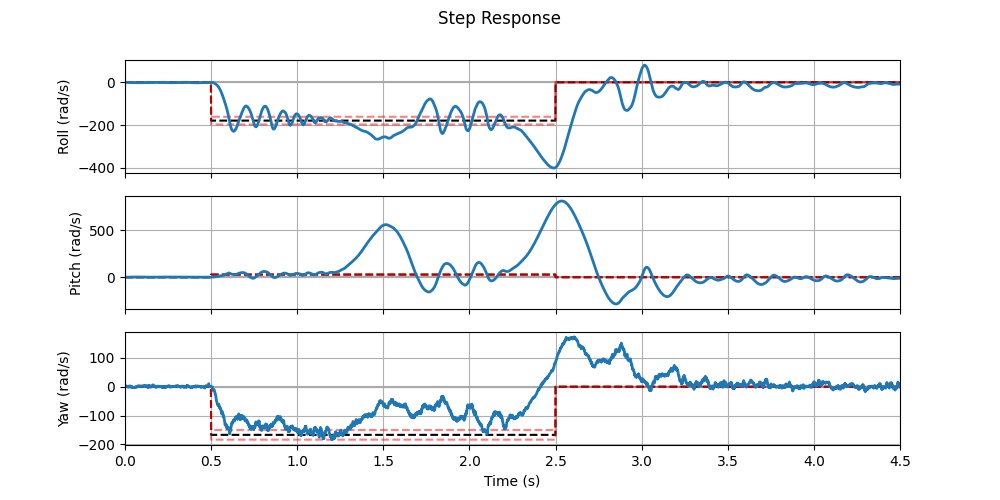 Step Response
Roll (rad/s)
0
−200
−400
Pitch (rad/s)
500
0
Yaw (rad/s)
100
0
−100
−200
0.0 0.5 1.0 1.5 2.0 2.5 3.0 3.5 4.0 4.5
Time (s)